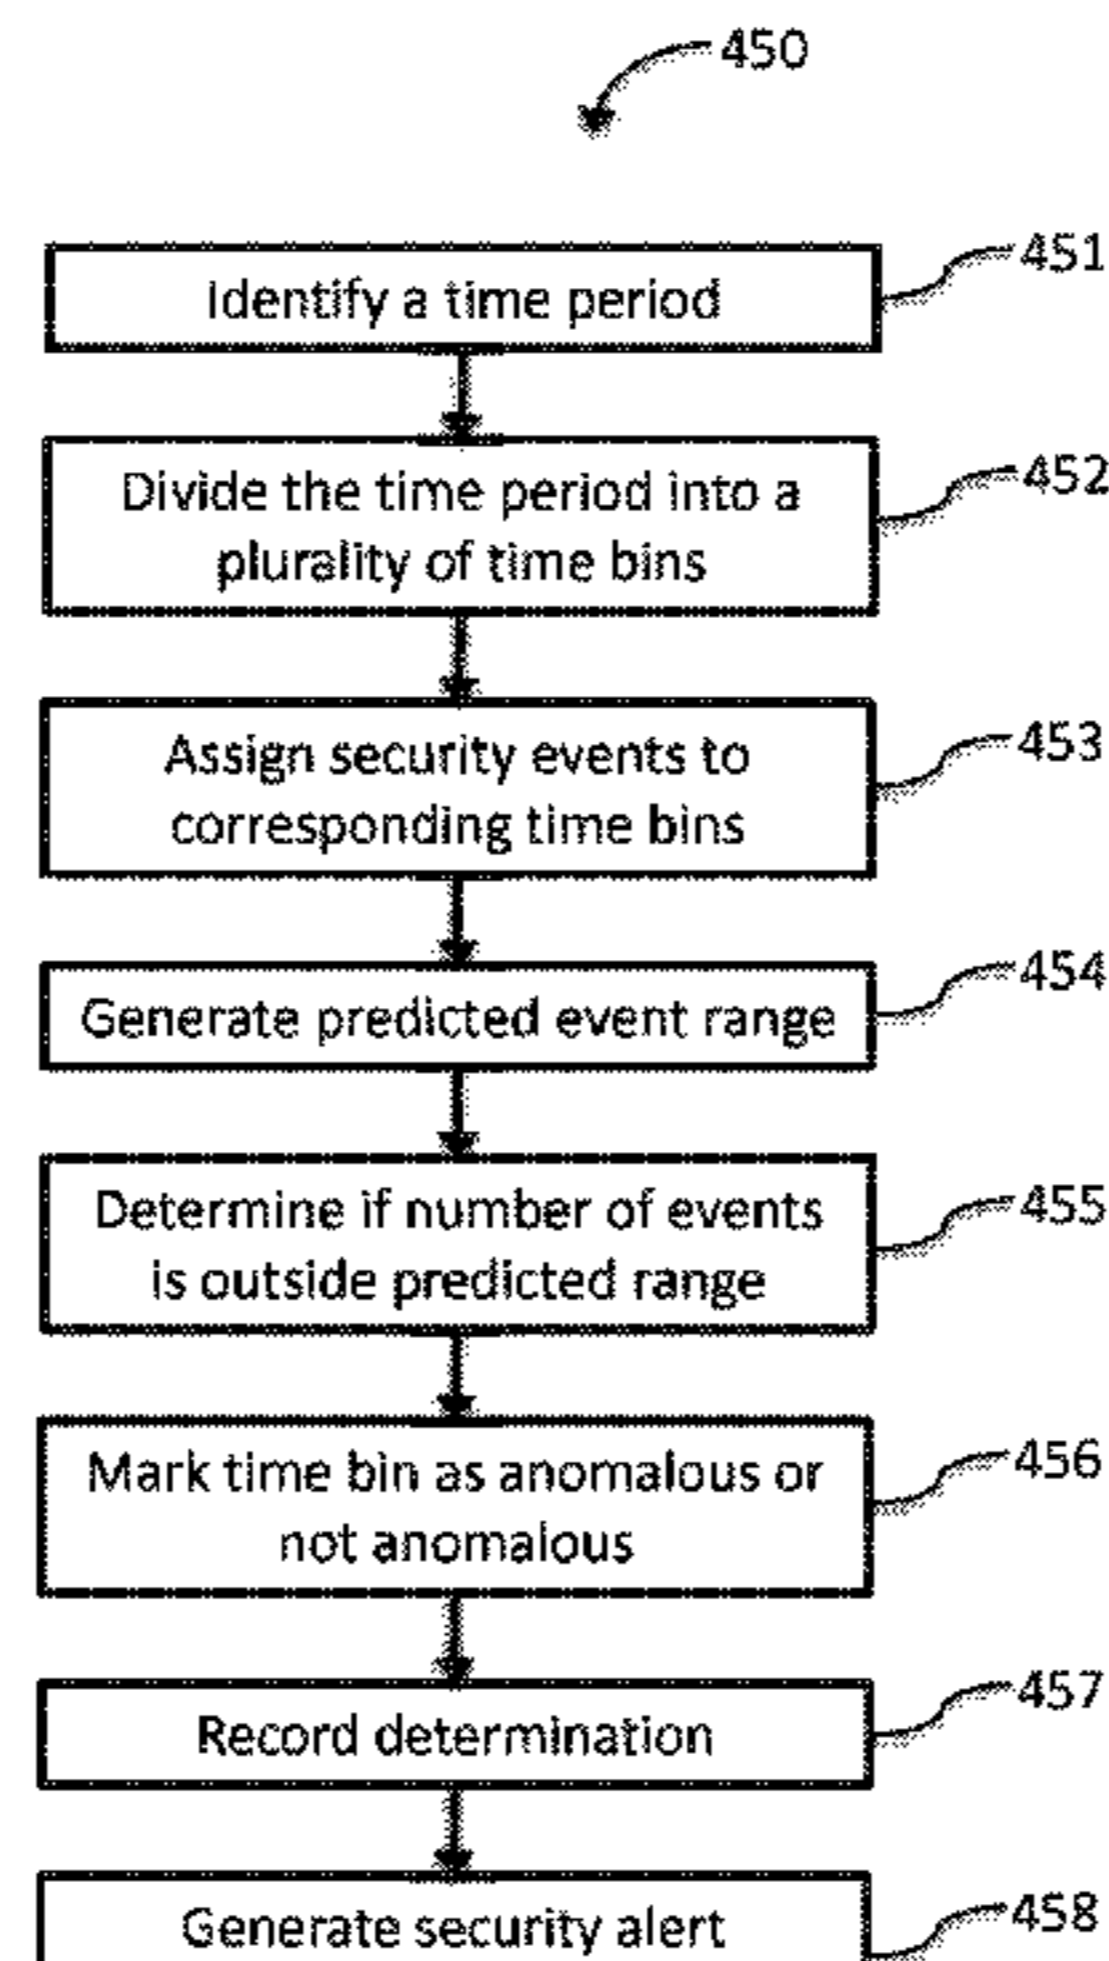 450
451
Identify a time period
452
Divide the time period into a
plurality of time bins
453
Assign security events to
corresponding time bins
454
Generate predicted event range
455
Determine if number of events
is outside predicted range
456
Mark time bin as anomalous or
not anomalous
457
Record determination
458
Generate security alert